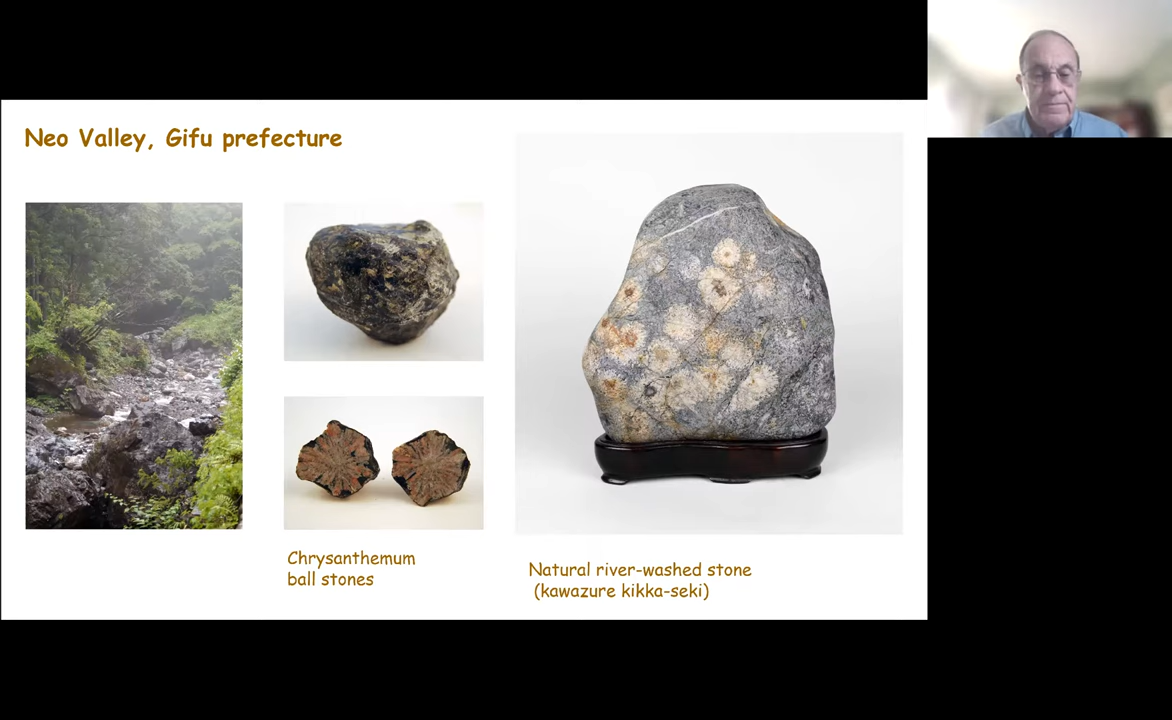 Neo Valley, Gifu prefecture
Chrysanthemum
ball stones
Natural river-washed stone
(kawazure kikka-seki)